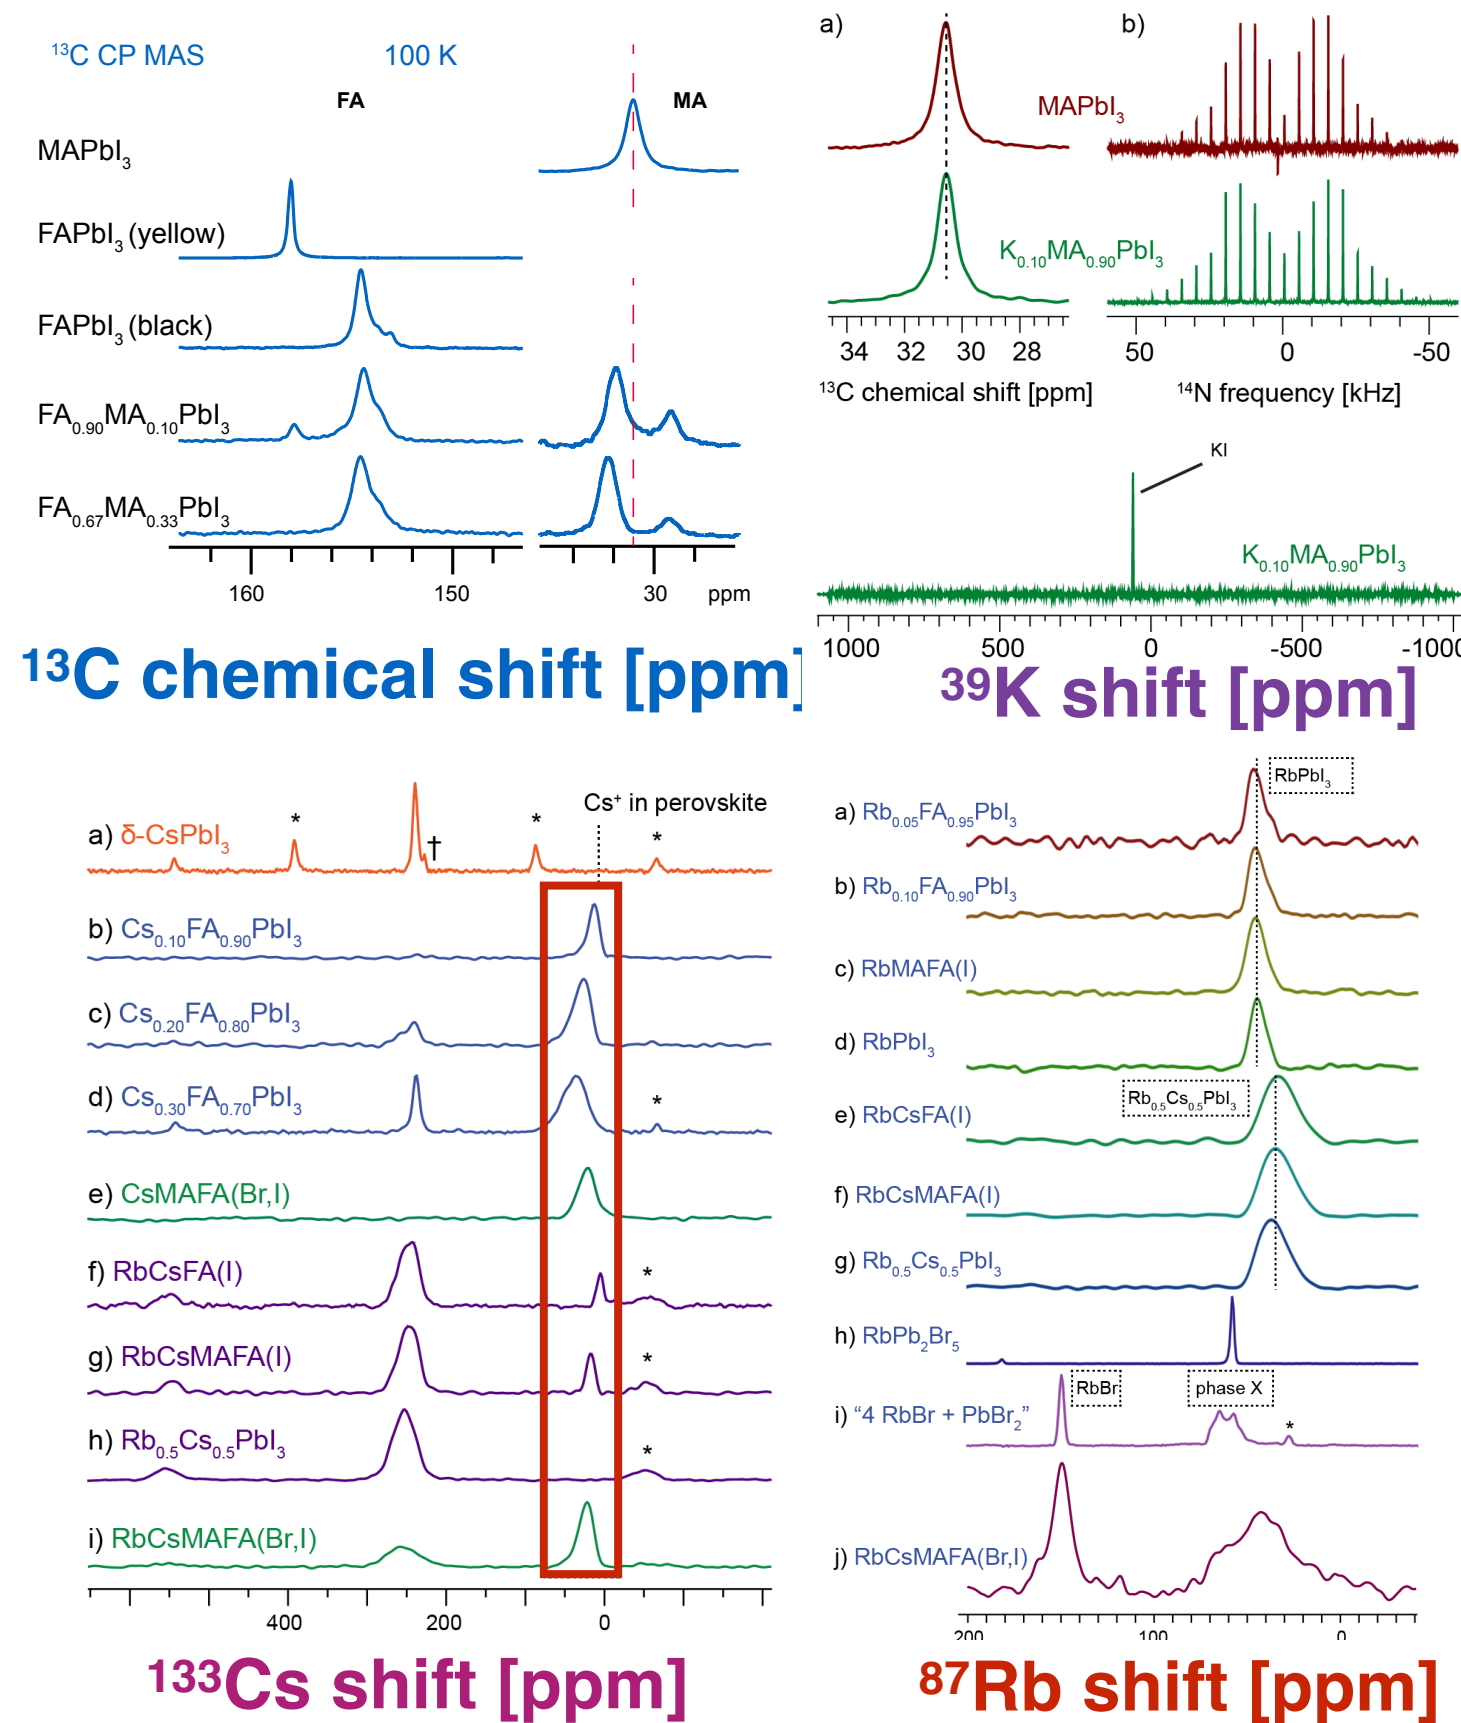 ¹³C CP MAS 100 K
FA MA
MAPbI₃
FAPbI₃ (yellow)
FAPbI₃ (black)
FA₀.₉₀MA₀.₁₀PbI₃
FA₀.₆₇MA₀.₃₃PbI₃
160 150 30 ppm
¹³C chemical shift [ppm]
a) b)
MAPbI₃
K₀.₁₀MA₀.₉₀PbI₃
34 32 30 28 50 0 -50
¹³C chemical shift [ppm] ¹⁴N frequency [kHz]
KI
K₀.₁₀MA₀.₉₀PbI₃
1000 500 0 -500 -1000
³⁹K shift [ppm]
Cs⁺ in perovskite
a) δ-CsPbI₃ * † * *
b) Cs₀.₁₀FA₀.₉₀PbI₃
c) Cs₀.₂₀FA₀.₈₀PbI₃
d) Cs₀.₃₀FA₀.₇₀PbI₃ *
e) CsMAFA(Br,I)
f) RbCsFA(I) *
g) RbCsMAFA(I) *
h) Rb₀.₅Cs₀.₅PbI₃ *
i) RbCsMAFA(Br,I)
400 200 0
¹³³Cs shift [ppm]
RbPbI₃
a) Rb₀.₀₅FA₀.₉₅PbI₃
b) Rb₀.₁₀FA₀.₉₀PbI₃
c) RbMAFA(I)
d) RbPbI₃
Rb₀.₅Cs₀.₅PbI₃
e) RbCsFA(I)
f) RbCsMAFA(I)
g) Rb₀.₅Cs₀.₅PbI₃
h) RbPb₂Br₅
RbBr phase X
i) “4 RbBr + PbBr₂” *
j) RbCsMAFA(Br,I)
200 100 0
⁸⁷Rb shift [ppm]